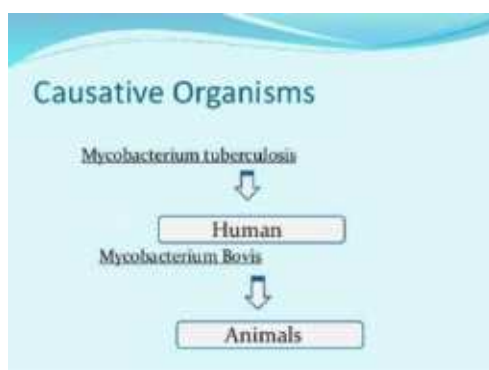 Causative Organisms
Mycobacterium tuberculosis
Human
Mycobacterium Bovis
Animals